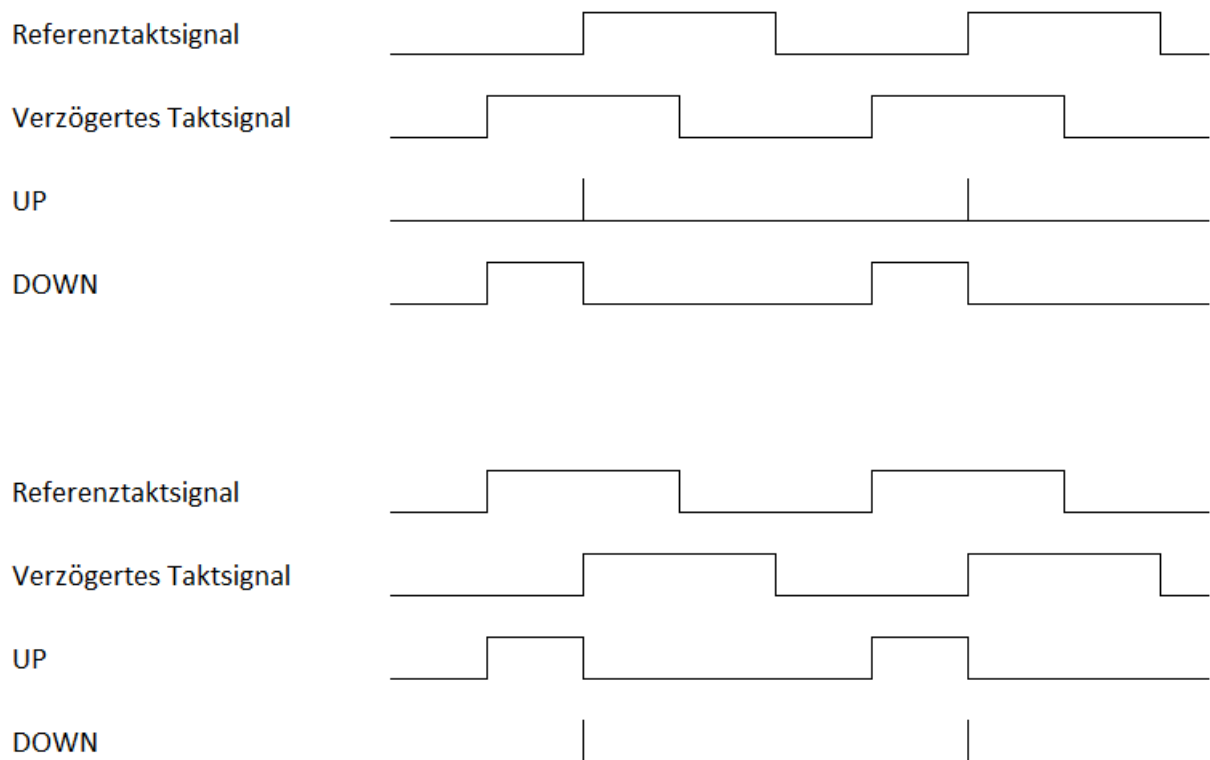 Referenztaktsignal
Verzögertes Taktsignal
UP
DOWN
Referenztaktsignal
Verzögertes Taktsignal
UP
DOWN